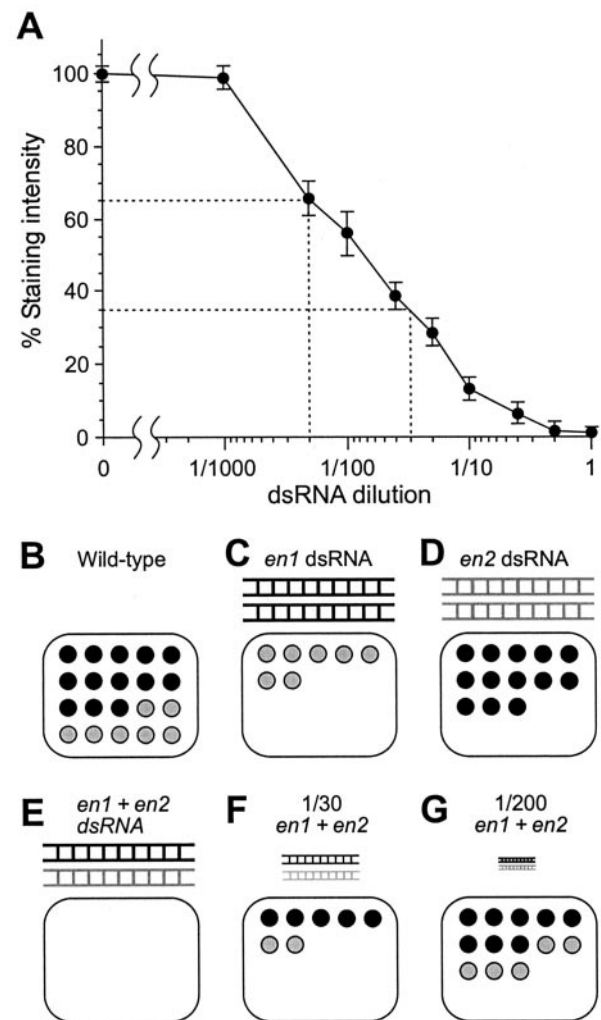 A
% Staining intensity
100
80
60
40
20
0
0 1/1000 1/100 1/10 1
dsRNA dilution
B Wild-type
C en1 dsRNA
D en2 dsRNA
E en1 + en2
dsRNA
F 1/30
en1 + en2
G 1/200
en1 + en2